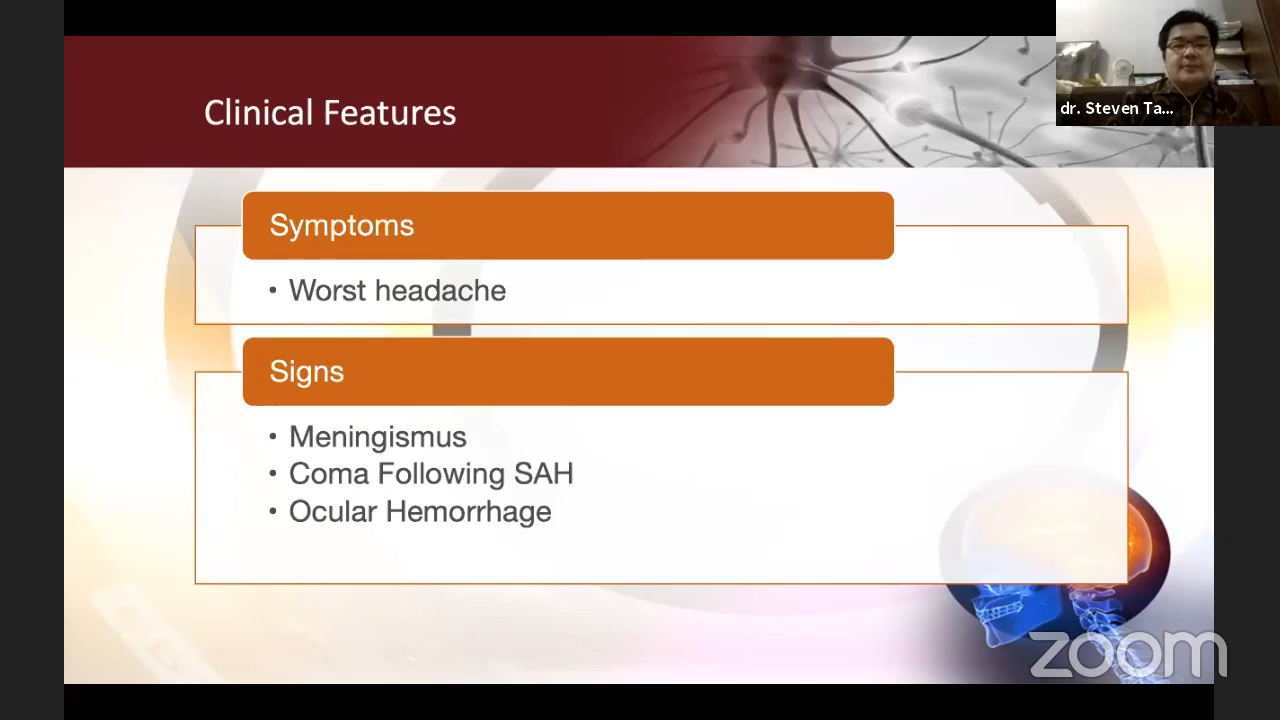 Clinical Features
dr. Steven Ta...
Symptoms
• Worst headache
Signs
• Meningismus
• Coma Following SAH
• Ocular Hemorrhage
zoom